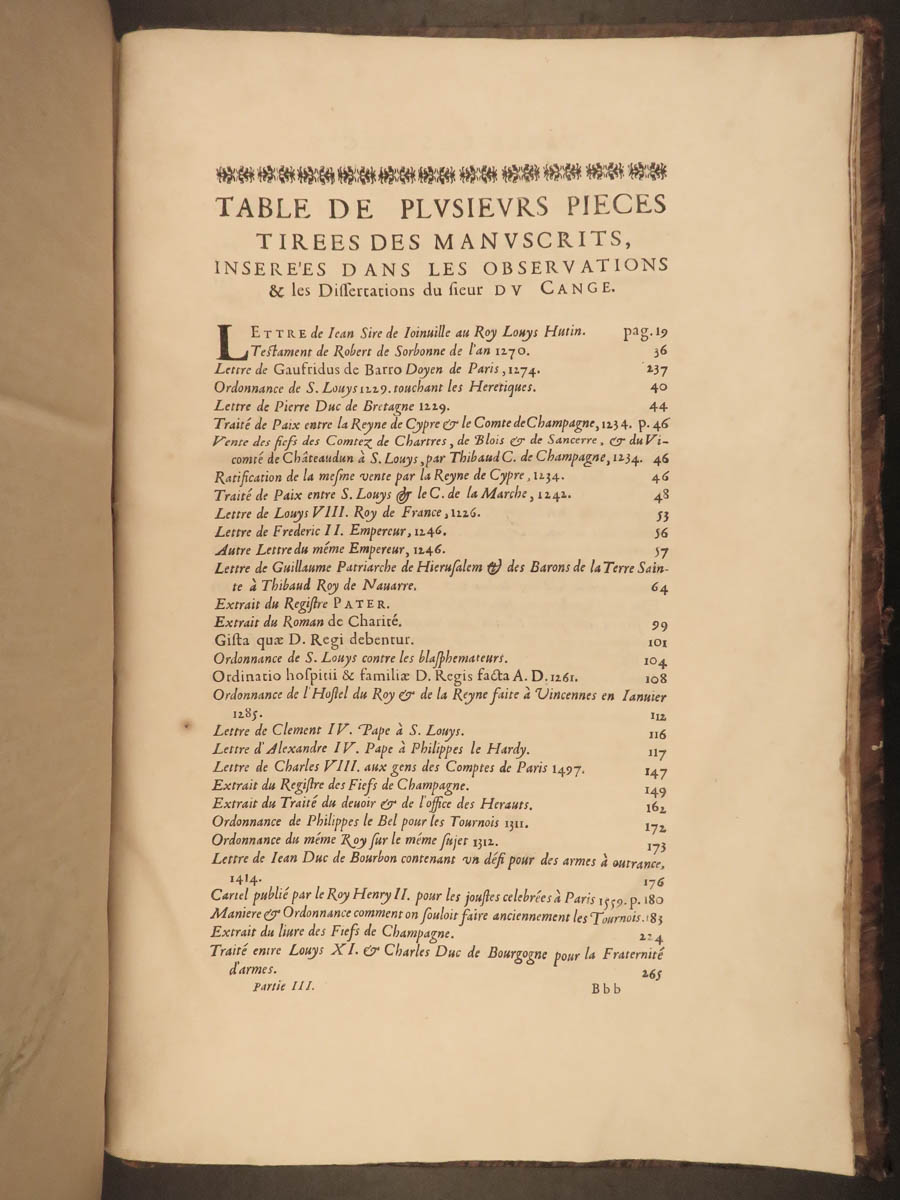 TABLE DE PLVSIEVRS PIECES
TIREES DES MANVSCRITS,
INSERE'ES DANS LES OBSERVATIONS
& les Diſſertations du ſieur DV CANGE.
LETTRE de Iean Sire de Ioinuille au Roy Louys Hutin. pag. 19
Teſtament de Robert de Sorbonne de l'an 1270. 36
Lettre de Gaufridus de Barro Doyen de Paris, 1274. 237
Ordonnance de S. Louys 1229. touchant les Heretiques. 40
Lettre de Pierre Duc de Bretagne 1229. 44
Traité de Paix entre la Reyne de Cypre & le Comte de Champagne, 1234. p. 46
Vente des fiefs des Comtez de Chartres, de Blois & de Sancerre, & du Vi-
comté de Châteaudun à S. Louys, par Thibaud C. de Champagne, 1234. 46
Ratification de la meſme vente par la Reyne de Cypre, 1234. 46
Traité de Paix entre S. Louys & le C. de la Marche, 1242. 48
Lettre de Louys VIII. Roy de France, 1226. 53
Lettre de Frederic II. Empereur, 1246. 56
Autre Lettre du méme Empereur, 1246. 57
Lettre de Guillaume Patriarche de Hieruſalem & des Barons de la Terre Sain-
te à Thibaud Roy de Nauarre. 64
Extrait du Regiſtre PATER.
Extrait du Roman de Charité. 99
Giſta quæ D. Regi debentur. 101
Ordonnance de S. Louys contre les blaſphemateurs. 104
Ordinatio hoſpitii & familiæ D. Regis facta A. D. 1261. 108
Ordonnance de l'Hoſtel du Roy & de la Reyne faite à Vincennes en Ianuier
1285. 112
Lettre de Clement IV. Pape à S. Louys. 116
Lettre d'Alexandre IV. Pape à Philippes le Hardy. 117
Lettre de Charles VIII. aux gens des Comptes de Paris 1497. 147
Extrait du Regiſtre des Fiefs de Champagne. 149
Extrait du Traité du deuoir & de l'office des Herauts. 162
Ordonnance de Philippes le Bel pour les Tournois 1311. 172
Ordonnance du méme Roy ſur le méme ſujet 1312. 173
Lettre de Iean Duc de Bourbon contenant vn défi pour des armes à outrance,
1414. 176
Cartel publié par le Roy Henry II. pour les jouſtes celebrées à Paris 1559. p. 180
Maniere & Ordonnance comment on ſouloit faire anciennement les Tournois. 183
Extrait du liure des Fiefs de Champagne. 224
Traité entre Louys XI. & Charles Duc de Bourgogne pour la Fraternité
d'armes. 265
Partie III. Bbb